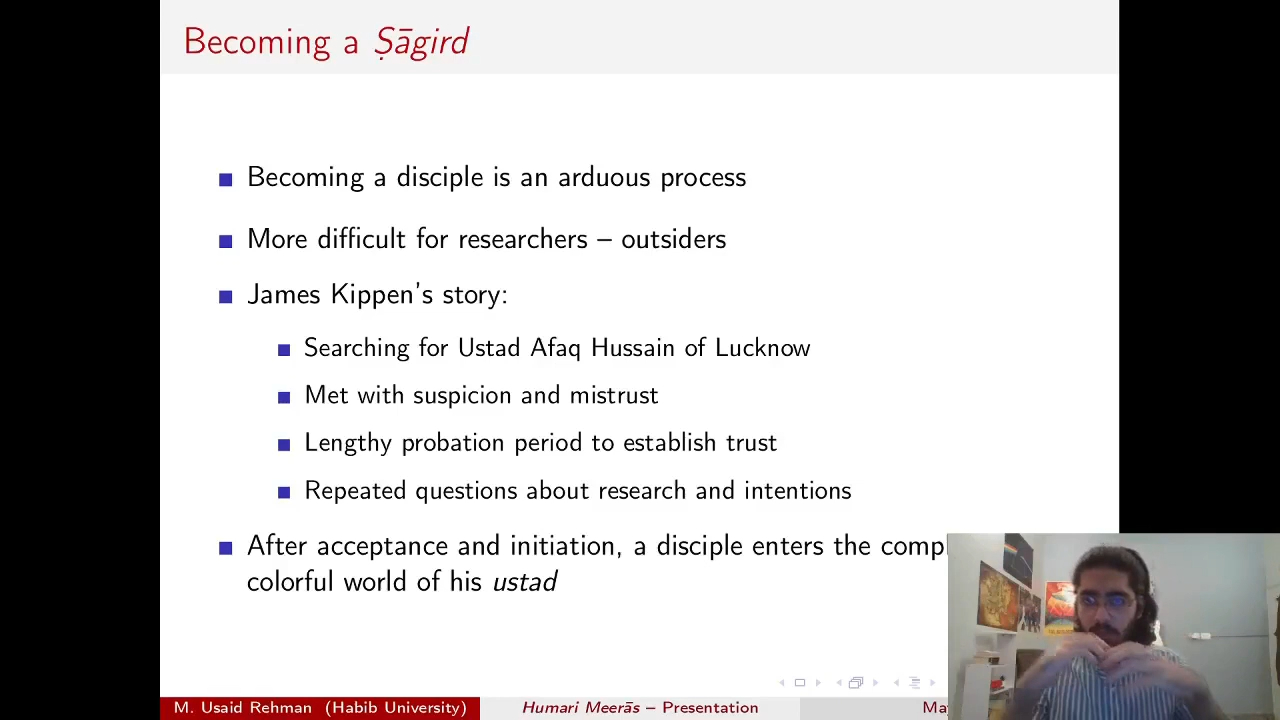 Becoming a Ṣāgird
Becoming a disciple is an arduous process
More difficult for researchers – outsiders
James Kippen's story:
Searching for Ustad Afaq Hussain of Lucknow
Met with suspicion and mistrust
Lengthy probation period to establish trust
Repeated questions about research and intentions
After acceptance and initiation, a disciple enters the
colorful world of his ustad
M. Usaid Rehman (Habib University)
Humari Meerās – Presentation